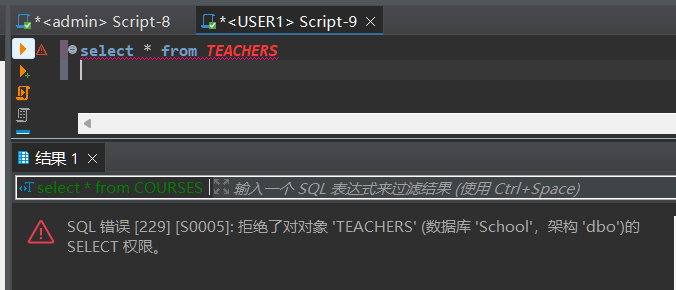 *<admin> Script-8
*<USER1> Script-9
select * from TEACHERS
结果 1
select * from COURSES
输入一个 SQL 表达式来过滤结果 (使用 Ctrl+Space)
SQL 错误 [229] [S0005]: 拒绝了对对象 'TEACHERS' (数据库 'School'，架构 'dbo')的
SELECT 权限。